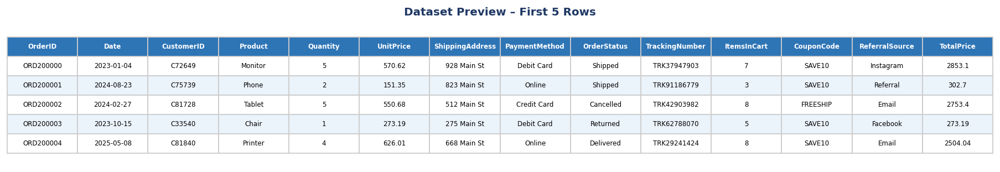 Dataset Preview – First 5 Rows
OrderID Date CustomerID Product Quantity UnitPrice ShippingAddress PaymentMethod OrderStatus TrackingNumber ItemsInCart CouponCode ReferralSource TotalPrice
ORD200000 2023-01-04 C72649 Monitor 5 570.62 928 Main St Debit Card Shipped TRK37947903 7 SAVE10 Instagram 2853.1
ORD200001 2024-08-23 C75739 Phone 2 151.35 823 Main St Online Shipped TRK91186779 3 SAVE10 Referral 302.7
ORD200002 2024-02-27 C81728 Tablet 5 550.68 512 Main St Credit Card Cancelled TRK42903982 8 FREESHIP Email 2753.4
ORD200003 2023-10-15 C33540 Chair 1 273.19 275 Main St Debit Card Returned TRK62788070 5 SAVE10 Facebook 273.19
ORD200004 2025-05-08 C81840 Printer 4 626.01 668 Main St Online Delivered TRK29241424 8 SAVE10 Email 2504.04